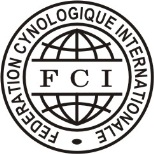 FEDERATION CYNOLOGIQUE INTERNATIONALE
FCI